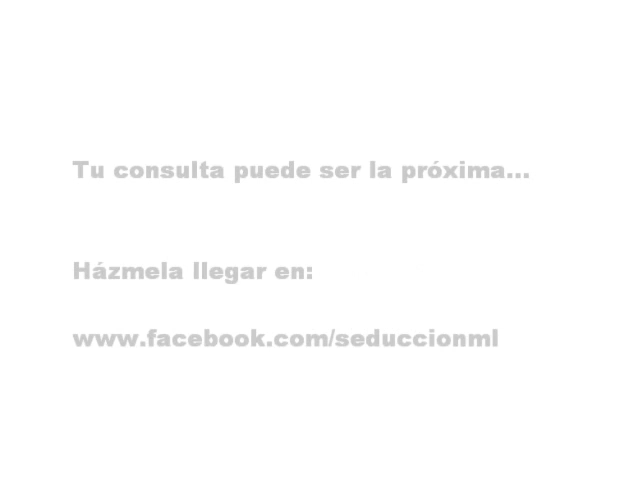 Tu consulta puede ser la próxima...
Házmela llegar en:
www.facebook.com/seduccionml